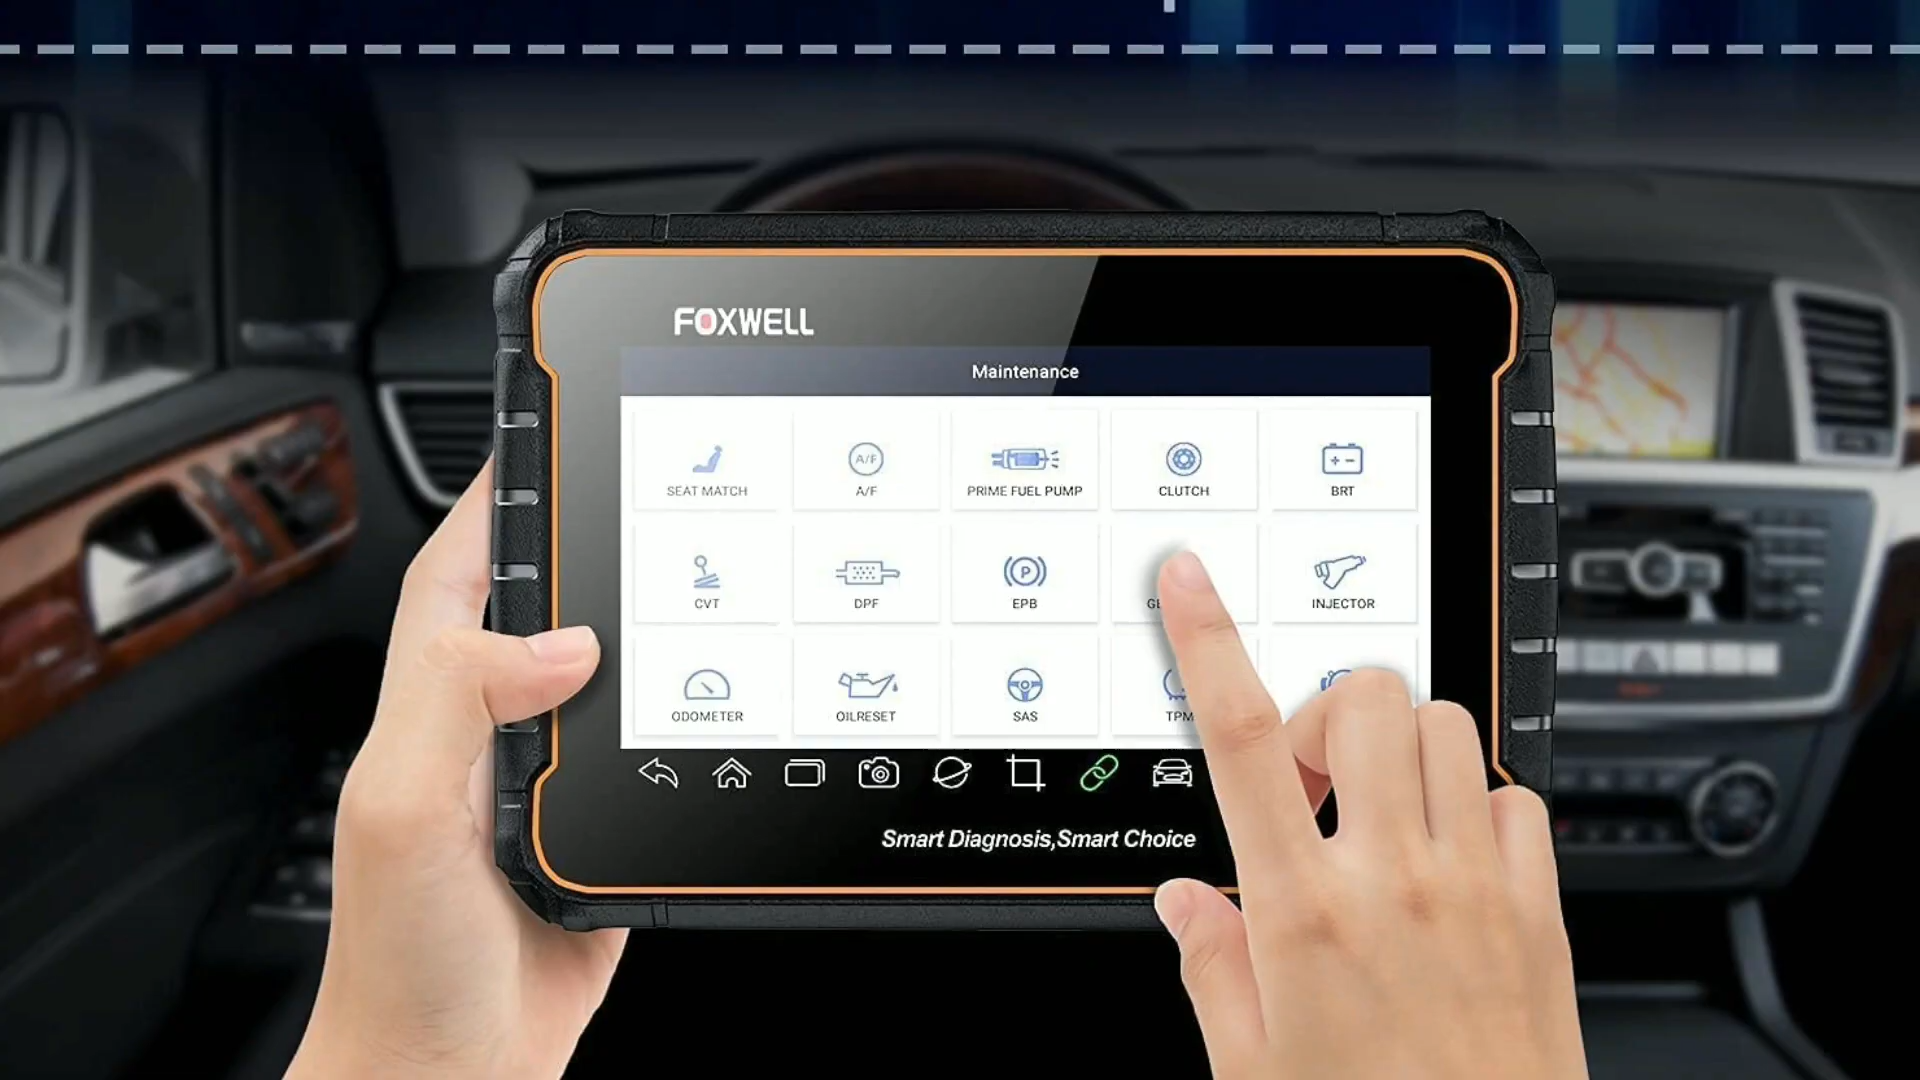 FOXWELL
Maintenance
SEAT MATCH
A/F
A/F
PRIME FUEL PUMP
CLUTCH
BRT
CVT
DPF
P
EPB
INJECTOR
ODOMETER
OILRESET
SAS
TPM
Smart Diagnosis,Smart Choice